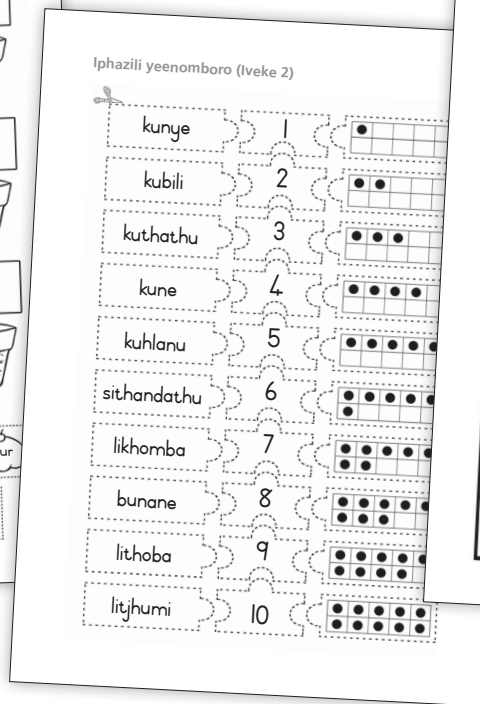 Iphazili yeenomboro (Iveke 2)
kunye 1
kubili 2
kuthathu 3
kune 4
kuhlanu 5
sithandathu 6
likhomba 7
bunane 8
lithoba 9
litjhumi 10
ur